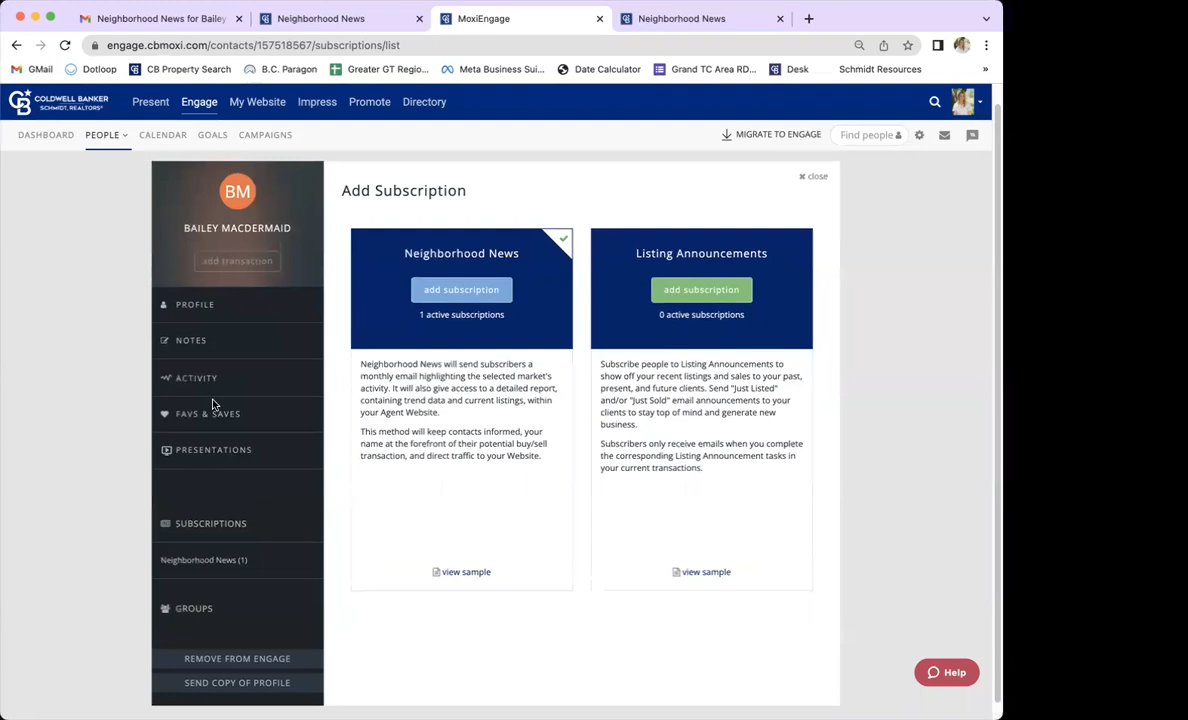 Neighborhood News for Bailey
Neighborhood News
MoxiEngage
Neighborhood News
engage.cbmoxi.com/contacts/157518567/subscriptions/list
GMail
Dotloop
CB Property Search
B.C. Paragon
Greater GT Regio...
Meta Business Sui...
Date Calculator
Grand TC Area RD...
Desk
Schmidt Resources
»
COLDWELL BANKER
SCHMIDT, REALTORS®
Present
Engage
My Website
Impress
Promote
Directory
DASHBOARD
PEOPLE
CALENDAR
GOALS
CAMPAIGNS
MIGRATE TO ENGAGE
Find people
BM
BAILEY MACDERMAID
add transaction
PROFILE
NOTES
ACTIVITY
FAVS & SAVES
PRESENTATIONS
SUBSCRIPTIONS
Neighborhood News (1)
GROUPS
REMOVE FROM ENGAGE
SEND COPY OF PROFILE
close
Add Subscription
Neighborhood News
add subscription
1 active subscriptions
Neighborhood News will send subscribers a
monthly email highlighting the selected market's
activity. It will also give access to a detailed report,
containing trend data and current listings, within
your Agent Website.
This method will keep contacts informed, your
name at the forefront of their potential buy/sell
transaction, and direct traffic to your Website.
view sample
Listing Announcements
add subscription
0 active subscriptions
Subscribe people to Listing Announcements to
show off your recent listings and sales to your past,
present, and future clients. Send "Just Listed"
and/or "Just Sold" email announcements to your
clients to stay top of mind and generate new
business.
Subscribers only receive emails when you complete
the corresponding Listing Announcement tasks in
your current transactions.
view sample
Help